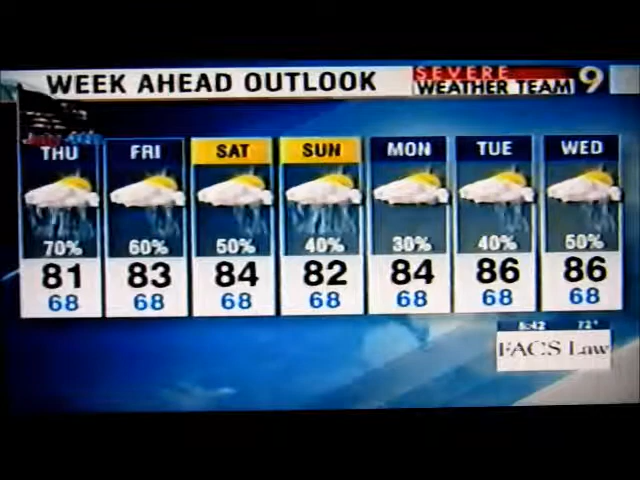 WEEK AHEAD OUTLOOK
SEVERE
WEATHER TEAM 9
THU FRI SAT SUN MON TUE WED
70% 60% 50% 40% 30% 40% 50%
81 83 84 82 84 86 86
68 68 68 68 68 68 68
72°
FACS Law